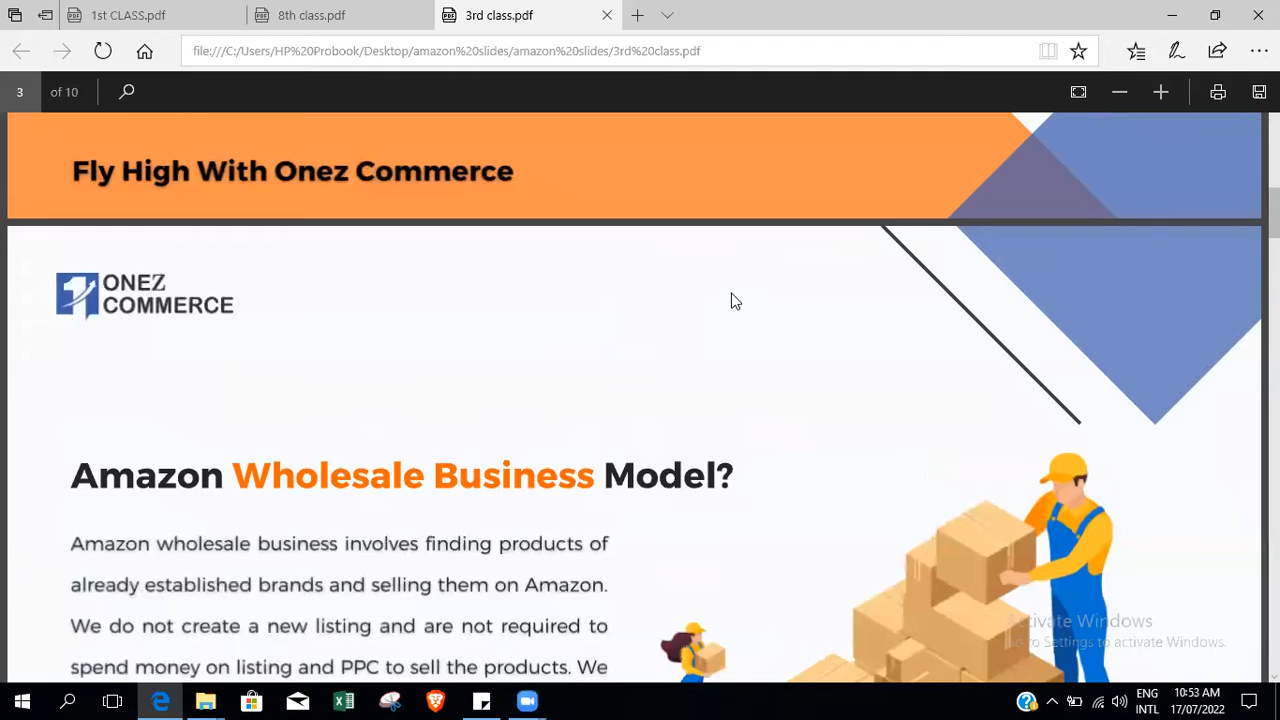 1st CLASS.pdf
8th class.pdf
3rd class.pdf
file:///C:/Users/HP%20Probook/Desktop/amazon%20slides/amazon%20slides/3rd%20class.pdf
3 of 10
Fly High With Onez Commerce
ONEZ
COMMERCE
Amazon Wholesale Business Model?
Amazon wholesale business involves finding products of
already established brands and selling them on Amazon.
We do not create a new listing and are not required to
spend money on listing and PPC to sell the products. We
Activate Windows
Go to Settings to activate Windows.
ENG
INTL
10:53 AM
17/07/2022